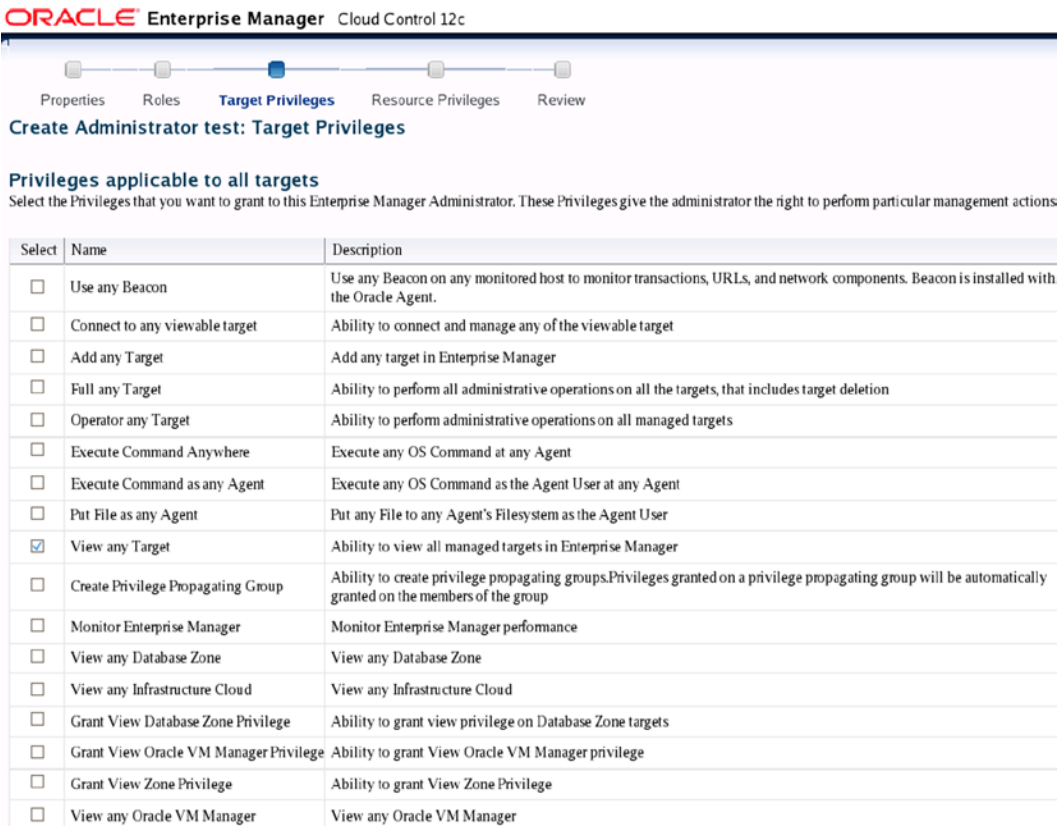 ORACLE Enterprise Manager Cloud Control 12c
Properties Roles Target Privileges Resource Privileges Review
Create Administrator test: Target Privileges
Privileges applicable to all targets
Select the Privileges that you want to grant to this Enterprise Manager Administrator. These Privileges give the administrator the right to perform particular management actions
Select Name Description
Use any Beacon Use any Beacon on any monitored host to monitor transactions, URLs, and network components. Beacon is installed with
the Oracle Agent.
Connect to any viewable target Ability to connect and manage any of the viewable target
Add any Target Add any target in Enterprise Manager
Full any Target Ability to perform all administrative operations on all the targets, that includes target deletion
Operator any Target Ability to perform administrative operations on all managed targets
Execute Command Anywhere Execute any OS Command at any Agent
Execute Command as any Agent Execute any OS Command as the Agent User at any Agent
Put File as any Agent Put any File to any Agent's Filesystem as the Agent User
View any Target Ability to view all managed targets in Enterprise Manager
Create Privilege Propagating Group Ability to create privilege propagating groups.Privileges granted on a privilege propagating group will be automatically
granted on the members of the group
Monitor Enterprise Manager Monitor Enterprise Manager performance
View any Database Zone View any Database Zone
View any Infrastructure Cloud View any Infrastructure Cloud
Grant View Database Zone Privilege Ability to grant view privilege on Database Zone targets
Grant View Oracle VM Manager Privilege Ability to grant View Oracle VM Manager privilege
Grant View Zone Privilege Ability to grant View Zone Privilege
View any Oracle VM Manager View any Oracle VM Manager